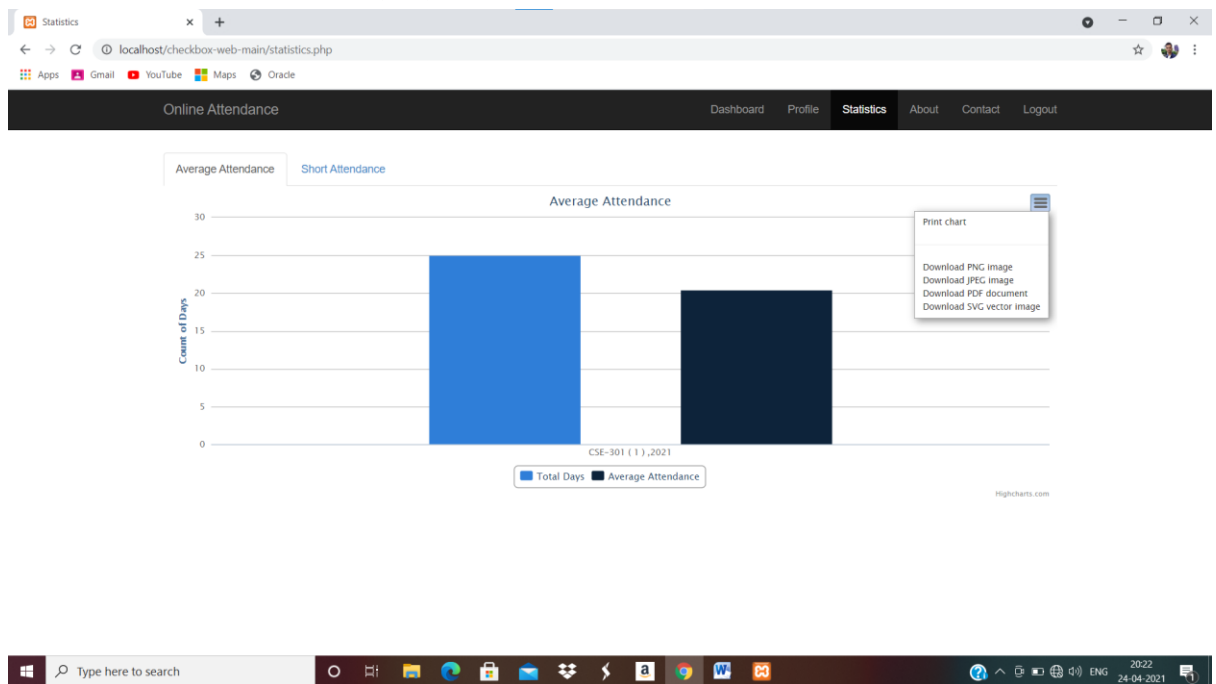 Statistics
localhost/checkbox-web-main/statistics.php
Apps Gmail YouTube Maps Oracle
Online Attendance Dashboard Profile Statistics About Contact Logout
Average Attendance Short Attendance
Average Attendance
Print chart
Download PNG image
Download JPEG image
Download PDF document
Download SVG vector image
Count of Days
30
25
20
15
10
5
0
CSE-301 ( 1 ) ,2021
Total Days Average Attendance
Highcharts.com
Type here to search
ENG
20:22
24-04-2021